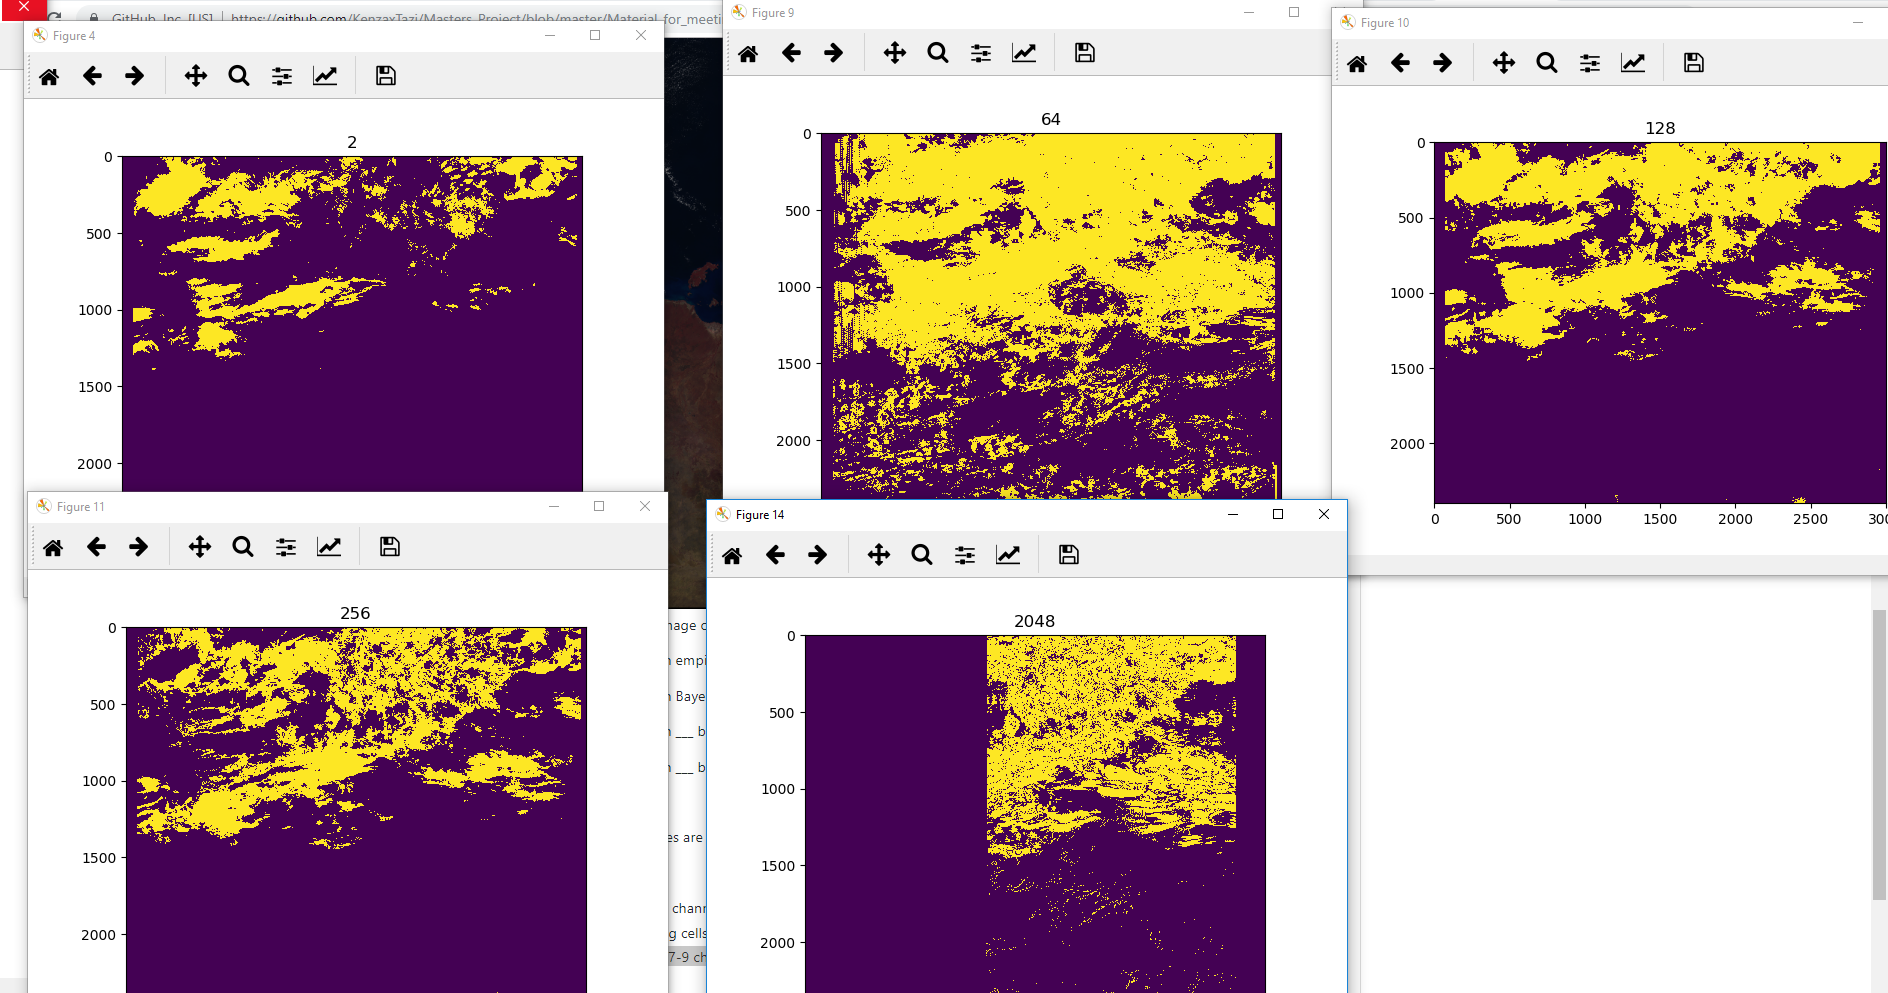 GitHub, Inc. [US] | https://github.com/KenzaxTazi/Masters_Project/blob/master/Material_for_meeti
Figure 4
2
0
500
1000
1500
2000
Figure 9
64
0
500
1000
1500
2000
Figure 10
128
0
500
1000
1500
2000
0 500 1000 1500 2000 2500 300
Figure 11
256
0
500
1000
1500
2000
Figure 14
2048
0
500
1000
1500
2000
nage c
n empi
n Baye
n ___ b
n ___ b
es are
chann
g cells
7-9 ch